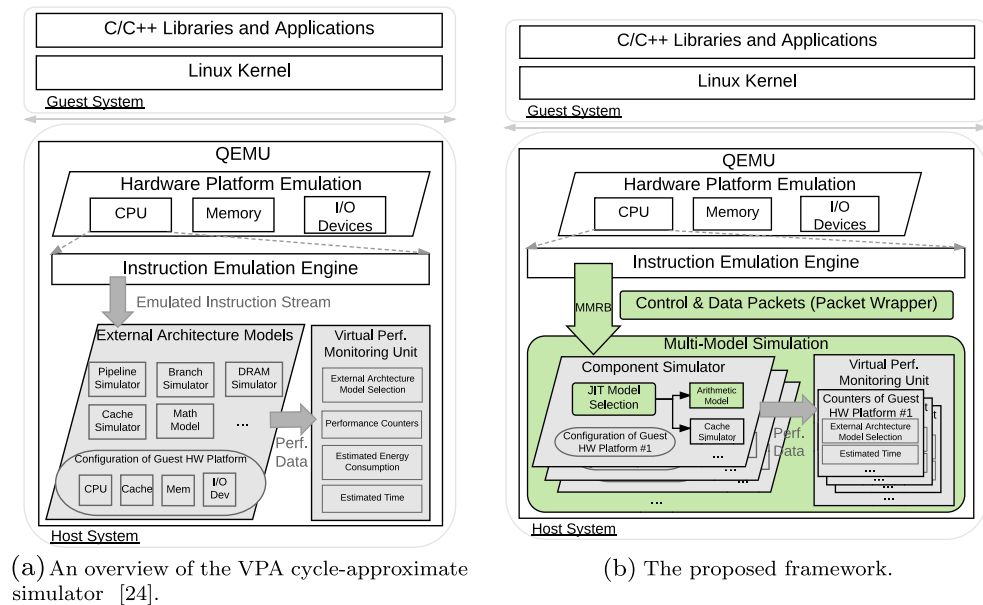 C/C++ Libraries and Applications
Linux Kernel
Guest System
QEMU
Hardware Platform Emulation
CPU
Memory
I/O
Devices
Instruction Emulation Engine
Emulated Instruction Stream
External Architecture Models
Pipeline
Simulator
Branch
Simulator
DRAM
Simulator
Cache
Simulator
Math
Model
...
Configuration of Guest HW Platform
CPU
Cache
Mem
I/O
Dev
Perf.
Data
Virtual Perf.
Monitoring Unit
External Archtecture
Model Selection
Performance Counters
Estimated Energy
Consumption
Estimated Time
Host System
(a) An overview of the VPA cycle-approximate
simulator [24].
C/C++ Libraries and Applications
Linux Kernel
Guest System
QEMU
Hardware Platform Emulation
CPU
Memory
I/O
Devices
Instruction Emulation Engine
MMRB
Control & Data Packets (Packet Wrapper)
Multi-Model Simulation
Component Simulator
JIT Model
Selection
Arithmetic
Model
Cache
Simulator
...
Configuration of Guest
HW Platform #1
...
...
Perf.
Data
Virtual Perf.
Monitoring Unit
Counters of Guest
HW Platform #1
External Architecture
Model Selection
Estimated Time
...
...
...
t
t
Host System
(b) The proposed framework.